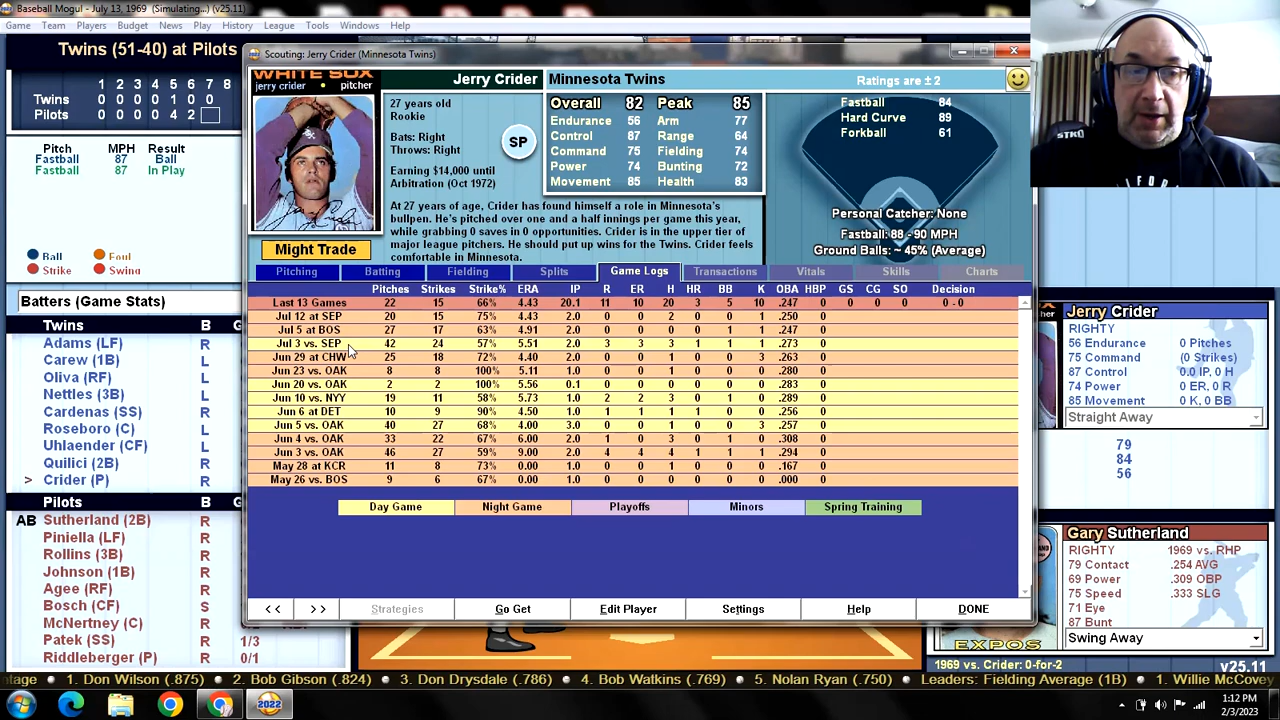 Baseball Mogul - July 13, 1969 (Simulating...) (v25.11)
Game Team Players Budget News Play History League Tools Windows Help
Twins (51-40) at Pilots
1 2 3 4 5 6 7 8
Twins 0 0 0 0 1 0 0
Pilots 0 0 0 0 4 2
Pitch MPH Result
Fastball 87 Ball
Fastball 87 In Play
Ball Foul
Strike Swing
Batters (Game Stats)
Twins B
Adams (LF) R
Carew (1B) L
Oliva (RF) L
Nettles (3B) L
Cardenas (SS) R
Roseboro (C) L
Uhlaender (CF) L
Quilici (2B) R
> Crider (P) R
Pilots B G
AB Sutherland (2B) R
Piniella (LF) R
Rollins (3B) R
Johnson (1B) R
Agee (RF) R
Bosch (CF) S
McNertney (C) R
Patek (SS) R 1/3
Riddleberger (P) R 0/1
Scouting: Jerry Crider (Minnesota Twins)
WHITE SOX
jerry crider • pitcher
Jerry Crider
Minnesota Twins
Ratings are ± 2
27 years old
Rookie
Bats: Right
Throws: Right
Earning $14,000 until
Arbitration (Oct 1972)
SP
Overall 82 Peak 85
Endurance 56 Arm 77
Control 87 Range 64
Command 75 Fielding 74
Power 74 Bunting 72
Movement 85 Health 83
Fastball 84
Hard Curve 89
Forkball 61
Personal Catcher: None
Fastball: 88 - 90 MPH
Ground Balls: ~ 45% (Average)
At 27 years of age, Crider has found himself a role in Minnesota's
bullpen. He's pitched over one and a half innings per game this year,
while grabbing 0 saves in 0 opportunities. Crider is in the upper tier of
major league pitchers. He should put up wins for the Twins. Crider feels
comfortable in Minnesota.
Might Trade
Pitching Batting Fielding Splits Game Logs Transactions Vitals Skills Charts
Pitches Strikes Strike% ERA IP R ER H HR BB K OBA HBP GS CG SO Decision
Last 13 Games 22 15 66% 4.43 20.1 11 10 20 3 5 10 .247 0 0 0 0 0 - 0
Jul 12 at SEP 20 15 75% 4.43 2.0 0 0 2 0 0 1 .250 0
Jul 5 at BOS 27 17 63% 4.91 2.0 0 0 0 0 1 1 .247 0
Jul 3 vs. SEP 42 24 57% 5.51 2.0 3 3 3 1 1 1 .273 0
Jun 29 at CHW 25 18 72% 4.40 2.0 0 0 1 0 0 3 .263 0
Jun 23 vs. OAK 8 8 100% 5.11 1.0 0 0 1 0 0 0 .280 0
Jun 20 vs. OAK 2 2 100% 5.56 0.1 0 0 0 0 0 0 .283 0
Jun 10 vs. NYY 19 11 58% 5.73 1.0 2 2 3 0 1 0 .289 0
Jun 6 at DET 10 9 90% 4.50 1.0 1 1 1 1 0 0 .256 0
Jun 5 vs. OAK 40 27 68% 4.00 3.0 0 0 1 0 0 3 .257 0
Jun 4 vs. OAK 33 22 67% 6.00 2.0 1 0 3 0 1 0 .308 0
Jun 3 vs. OAK 46 27 59% 9.00 2.0 4 4 4 1 1 1 .294 0
May 28 at KCR 11 8 73% 0.00 1.0 0 0 1 0 0 0 .167 0
May 26 vs. BOS 9 6 67% 0.00 1.0 0 0 0 0 0 0 .000 0
Day Game Night Game Playoffs Minors Spring Training
<< >> Strategies Go Get Edit Player Settings Help DONE
Jerry Crider
RIGHTY 0 Pitches
56 Endurance (0 Strikes)
75 Command
87 Control 0.0 IP, 0 H
74 Power 0 ER, 0 R
85 Movement 0 K, 0 BB
Straight Away
79
84
56
Gary Sutherland
RIGHTY 1969 vs. RHP
79 Contact .254 AVG
69 Power .309 OBP
75 Speed .333 SLG
71 Eye
87 Bunt
Swing Away
EXPOS
1969 vs. Crider: 0-for-2
v25.11
ntage • 1. Don Wilson (.875) • 2. Bob Gibson (.824) • 3. Don Drysdale (.786) • 4. Bob Watkins (.769) • 5. Nolan Ryan (.750) • Leaders: Fielding Average (1B) • 1. Willie McCovey
2022
1:12 PM
2/3/2023